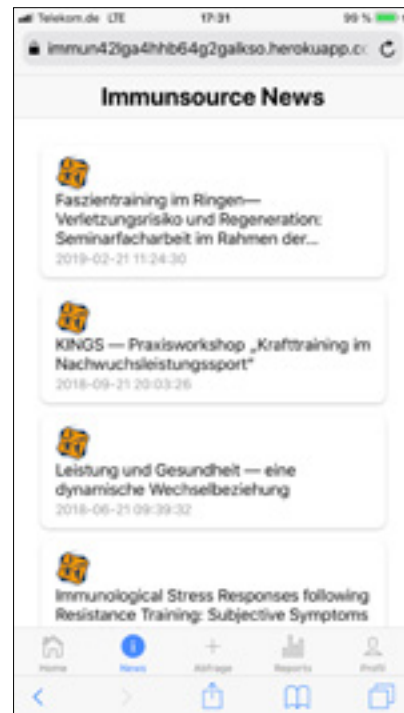 Telekom.de LTE 17:31 99 %
immun42lga4hhb64g2galkso.herokuapp.cc
Immunsource News
Faszientraining im Ringen—
Verletzungsrisiko und Regeneration:
Seminarfacharbeit im Rahmen der...
2019-02-21 11:24:30
KINGS — Praxisworkshop „Krafttraining im
Nachwuchsleistungssport“
2018-09-21 20:03:26
Leistung und Gesundheit — eine
dynamische Wechselbeziehung
2018-06-21 09:39:32
Immunological Stress Responses following
Resistance Training: Subjective Symptoms
Home News Abfrage Reports Profil